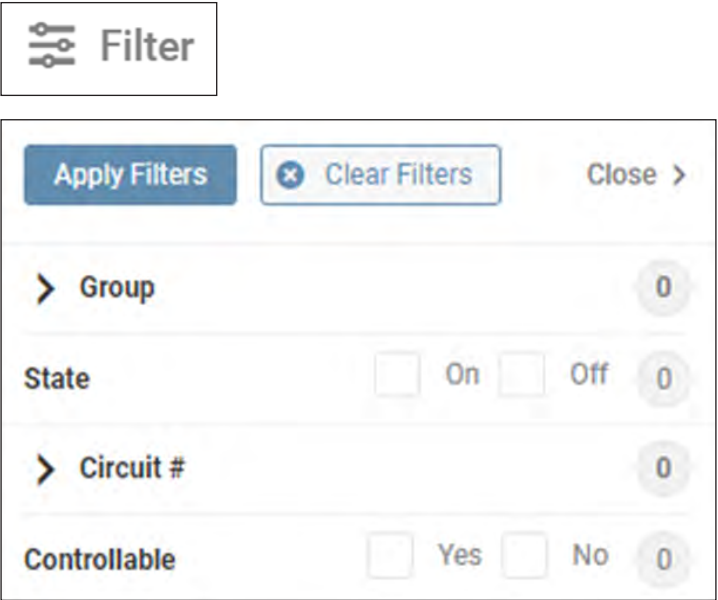 Filter
Apply Filters Clear Filters Close
Group 0
State On Off 0
Circuit # 0
Controllable Yes No 0